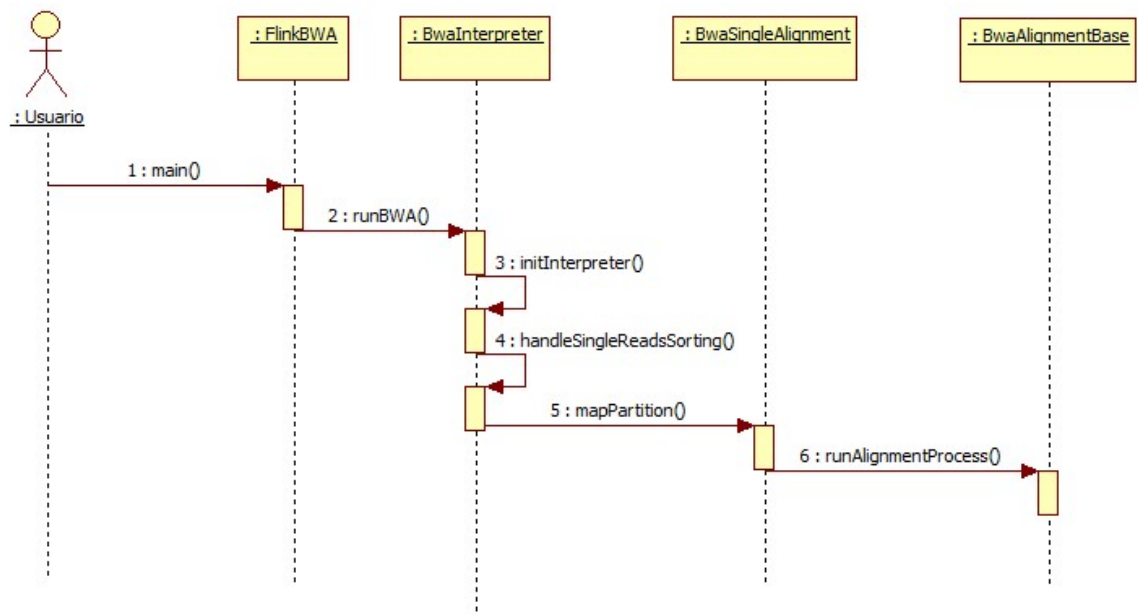 : FlinkBWA
: BwaInterpreter
: BwaSingleAlignment
: BwaAlignmentBase
: Usuario
1 : main()
2 : runBWA()
3 : initInterpreter()
4 : handleSingleReadsSorting()
5 : mapPartition()
6 : runAlignmentProcess()